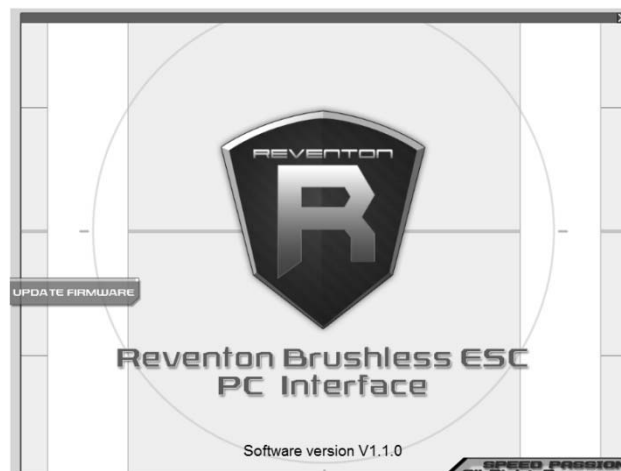 REVENTON
R
UPDATE FIRMWARE
Reventon Brushless ESC
PC Interface
Software version V1.1.0
SPEED PASSION